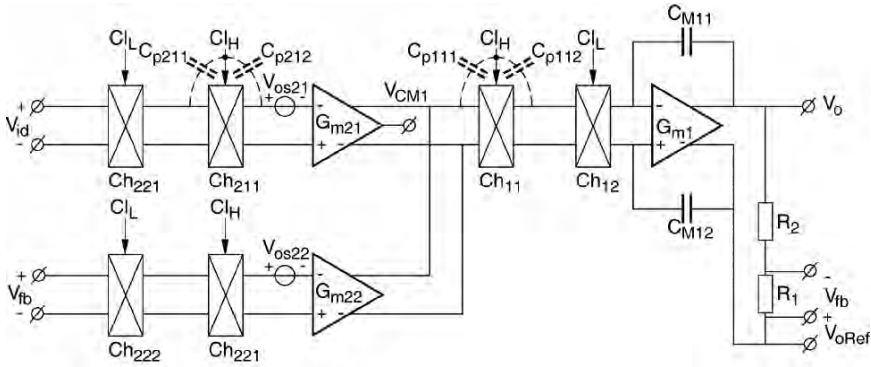 Cl_L
C_p211
Cl_H
C_p212
V_os21
+ -
V_CM1
C_p111
Cl_H
C_p112
Cl_L
C_M11
+
V_id
-
-
G_m21
+ -
-
G_m1
+ -
V_o
Ch_221
Ch_211
Ch_11
Ch_12
C_M12
R_2
Cl_L
Cl_H
V_os22
+ -
+
V_fb
-
-
G_m22
+ -
R_1
-
V_fb
+
V_oRef
Ch_222
Ch_221